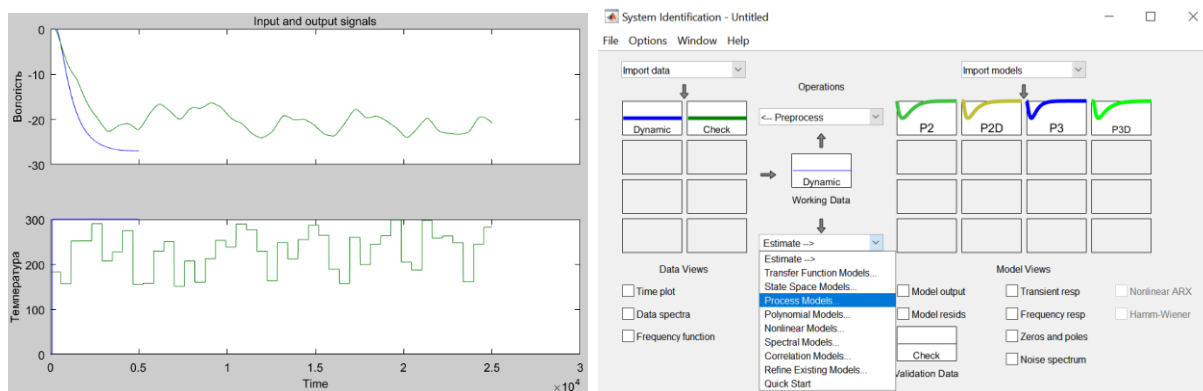 Input and output signals
0
-10
-20
-30
Вологість
300
200
100
0
Температура
0 0.5 1 1.5 2 2.5 3
Time
×10⁴
System Identification - Untitled
File Options Window Help
Import data
Import models
Operations
Dynamic
Check
<-- Preprocess
P2
P2D
P3
P3D
Dynamic
Working Data
Estimate -->
Estimate -->
Transfer Function Models...
State Space Models...
Process Models...
Polynomial Models...
Nonlinear Models...
Spectral Models...
Correlation Models...
Refine Existing Models...
Quick Start
Data Views
Time plot
Data spectra
Frequency function
Model Views
Model output
Transient resp
Nonlinear ARX
Model resids
Frequency resp
Hamm-Wiener
Zeros and poles
Check
Noise spectrum
Validation Data